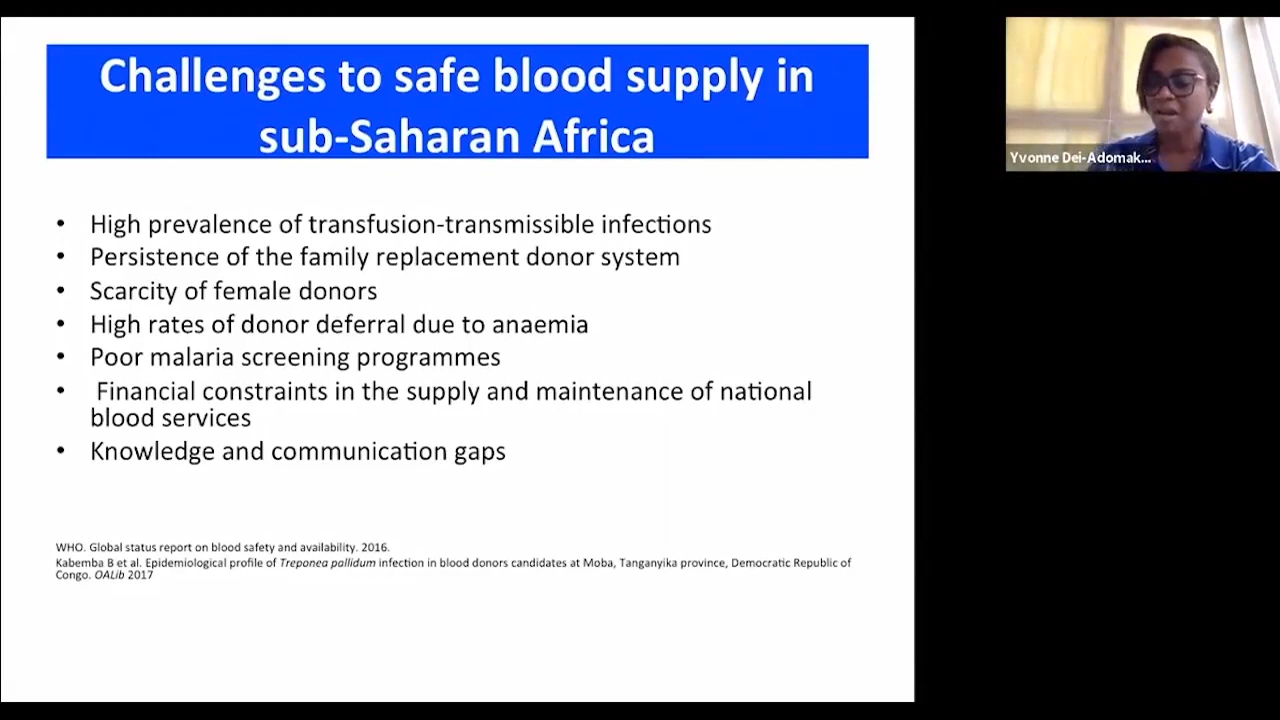 Challenges to safe blood supply in
sub-Saharan Africa
Yvonne Dei-Adomak...
• High prevalence of transfusion-transmissible infections
• Persistence of the family replacement donor system
• Scarcity of female donors
• High rates of donor deferral due to anaemia
• Poor malaria screening programmes
• Financial constraints in the supply and maintenance of national
blood services
• Knowledge and communication gaps
WHO. Global status report on blood safety and availability. 2016.
Kabemba B et al. Epidemiological profile of Treponea pallidum infection in blood donors candidates at Moba, Tanganyika province, Democratic Republic of
Congo. OALib 2017